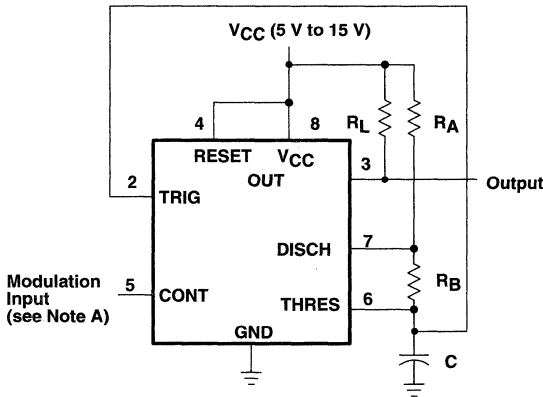 VCC (5 V to 15 V)
4
8
RL
RA
RESET
VCC
3
OUT
Output
2
TRIG
DISCH
7
RB
Modulation
Input
(see Note A)
5
CONT
THRES
6
GND
C